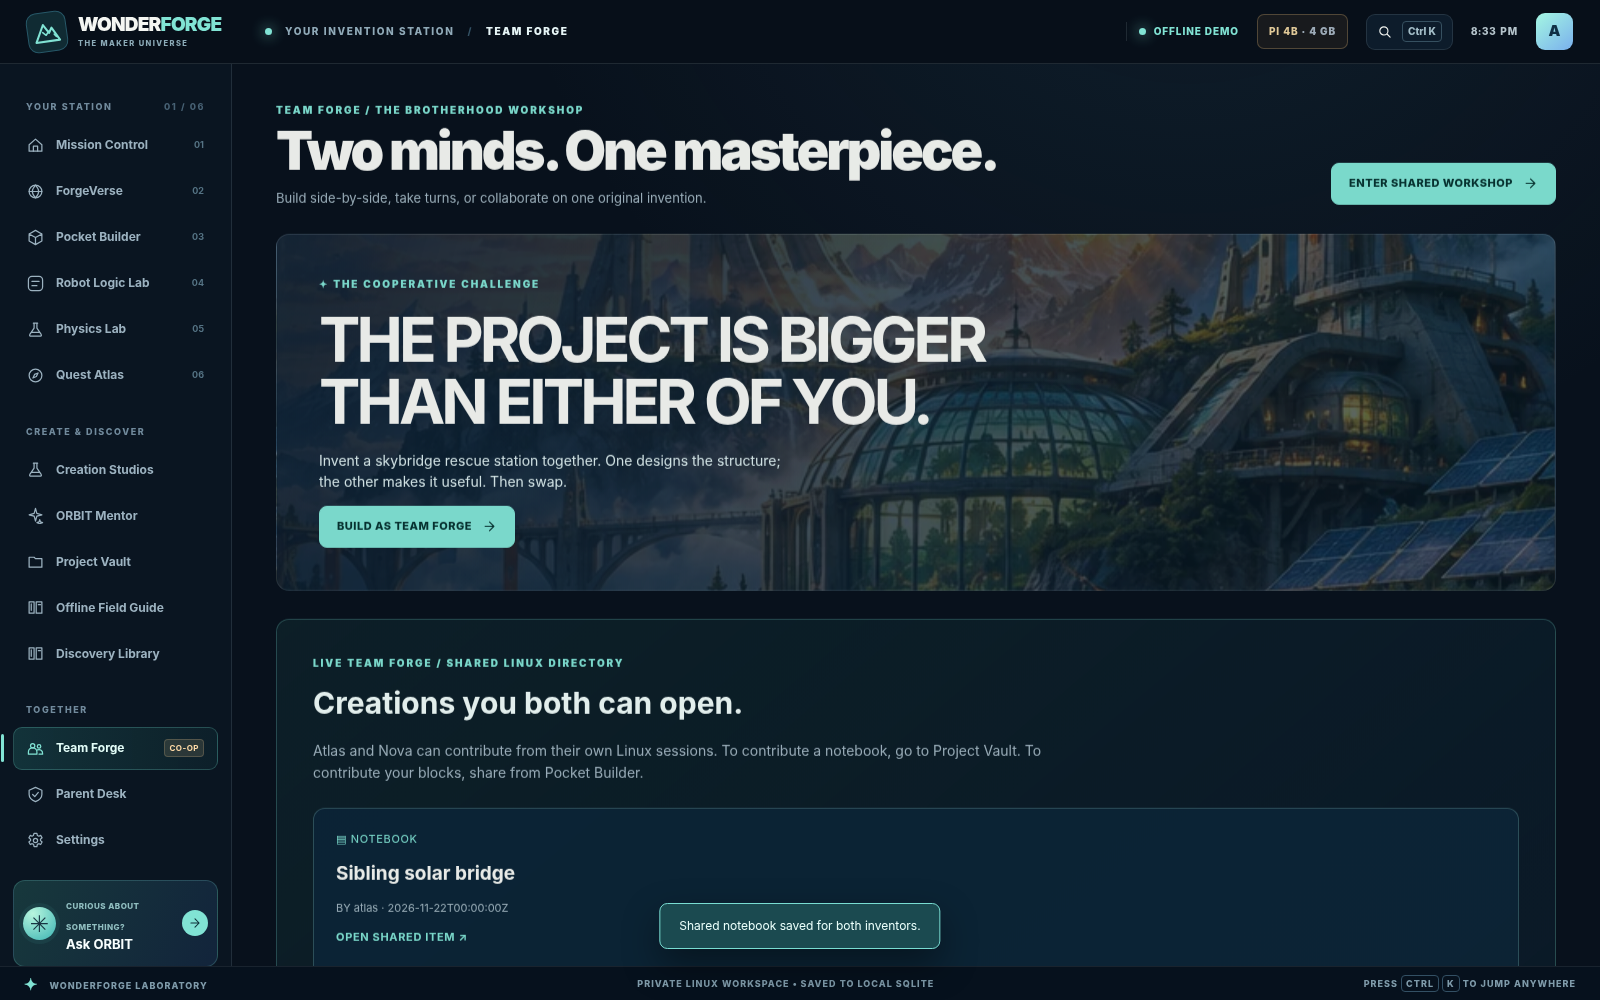 WONDERFORGE
THE MAKER UNIVERSE
YOUR INVENTION STATION / TEAM FORGE
OFFLINE DEMO
PI 4B · 4 GB
Ctrl K
8:33 PM
A
YOUR STATION 01 / 06
Mission Control 01
ForgeVerse 02
Pocket Builder 03
Robot Logic Lab 04
Physics Lab 05
Quest Atlas 06
CREATE & DISCOVER
Creation Studios
ORBIT Mentor
Project Vault
Offline Field Guide
Discovery Library
TOGETHER
Team Forge CO-OP
Parent Desk
Settings
CURIOUS ABOUT
SOMETHING?
Ask ORBIT
TEAM FORGE / THE BROTHERHOOD WORKSHOP
Two minds. One masterpiece.
Build side-by-side, take turns, or collaborate on one original invention.
ENTER SHARED WORKSHOP →
✦ THE COOPERATIVE CHALLENGE
THE PROJECT IS BIGGER
THAN EITHER OF YOU.
Invent a skybridge rescue station together. One designs the structure;
the other makes it useful. Then swap.
BUILD AS TEAM FORGE →
LIVE TEAM FORGE / SHARED LINUX DIRECTORY
Creations you both can open.
Atlas and Nova can contribute from their own Linux sessions. To contribute a notebook, go to Project Vault. To
contribute your blocks, share from Pocket Builder.
▤ NOTEBOOK
Sibling solar bridge
BY atlas · 2026-11-22T00:00:00Z
OPEN SHARED ITEM ↗
Shared notebook saved for both inventors.
WONDERFORGE LABORATORY
PRIVATE LINUX WORKSPACE • SAVED TO LOCAL SQLITE
PRESS CTRL K TO JUMP ANYWHERE